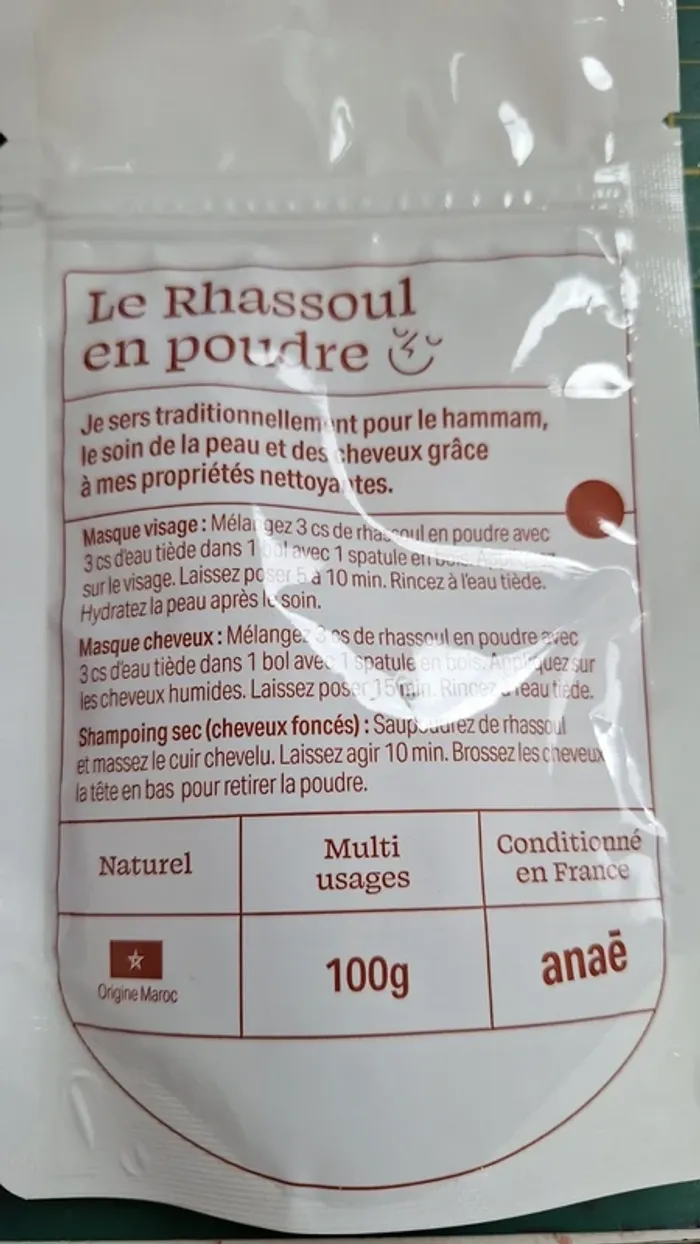 Le Rhassoul
en poudre
Je sers traditionnellement pour le hammam,
le soin de la peau et des cheveux grâce
à mes propriétés nettoyantes.
Masque visage : Mélangez 3 cs de rhassoul en poudre avec
3 cs d'eau tiède dans 1 bol avec 1 spatule en bois. Appliquez
sur le visage. Laissez poser 5 à 10 min. Rincez à l'eau tiède.
Hydratez la peau après le soin.
Masque cheveux : Mélangez 3 cs de rhassoul en poudre avec
3 cs d'eau tiède dans 1 bol avec 1 spatule en bois. Appliquez sur
les cheveux humides. Laissez poser 15 min. Rincez à l'eau tiède.
Shampoing sec (cheveux foncés) : Saupoudrez de rhassoul
et massez le cuir chevelu. Laissez agir 10 min. Brossez les cheveux
la tête en bas pour retirer la poudre.
Naturel
Multi
usages
Conditionné
en France
Origine Maroc
100g
anaē